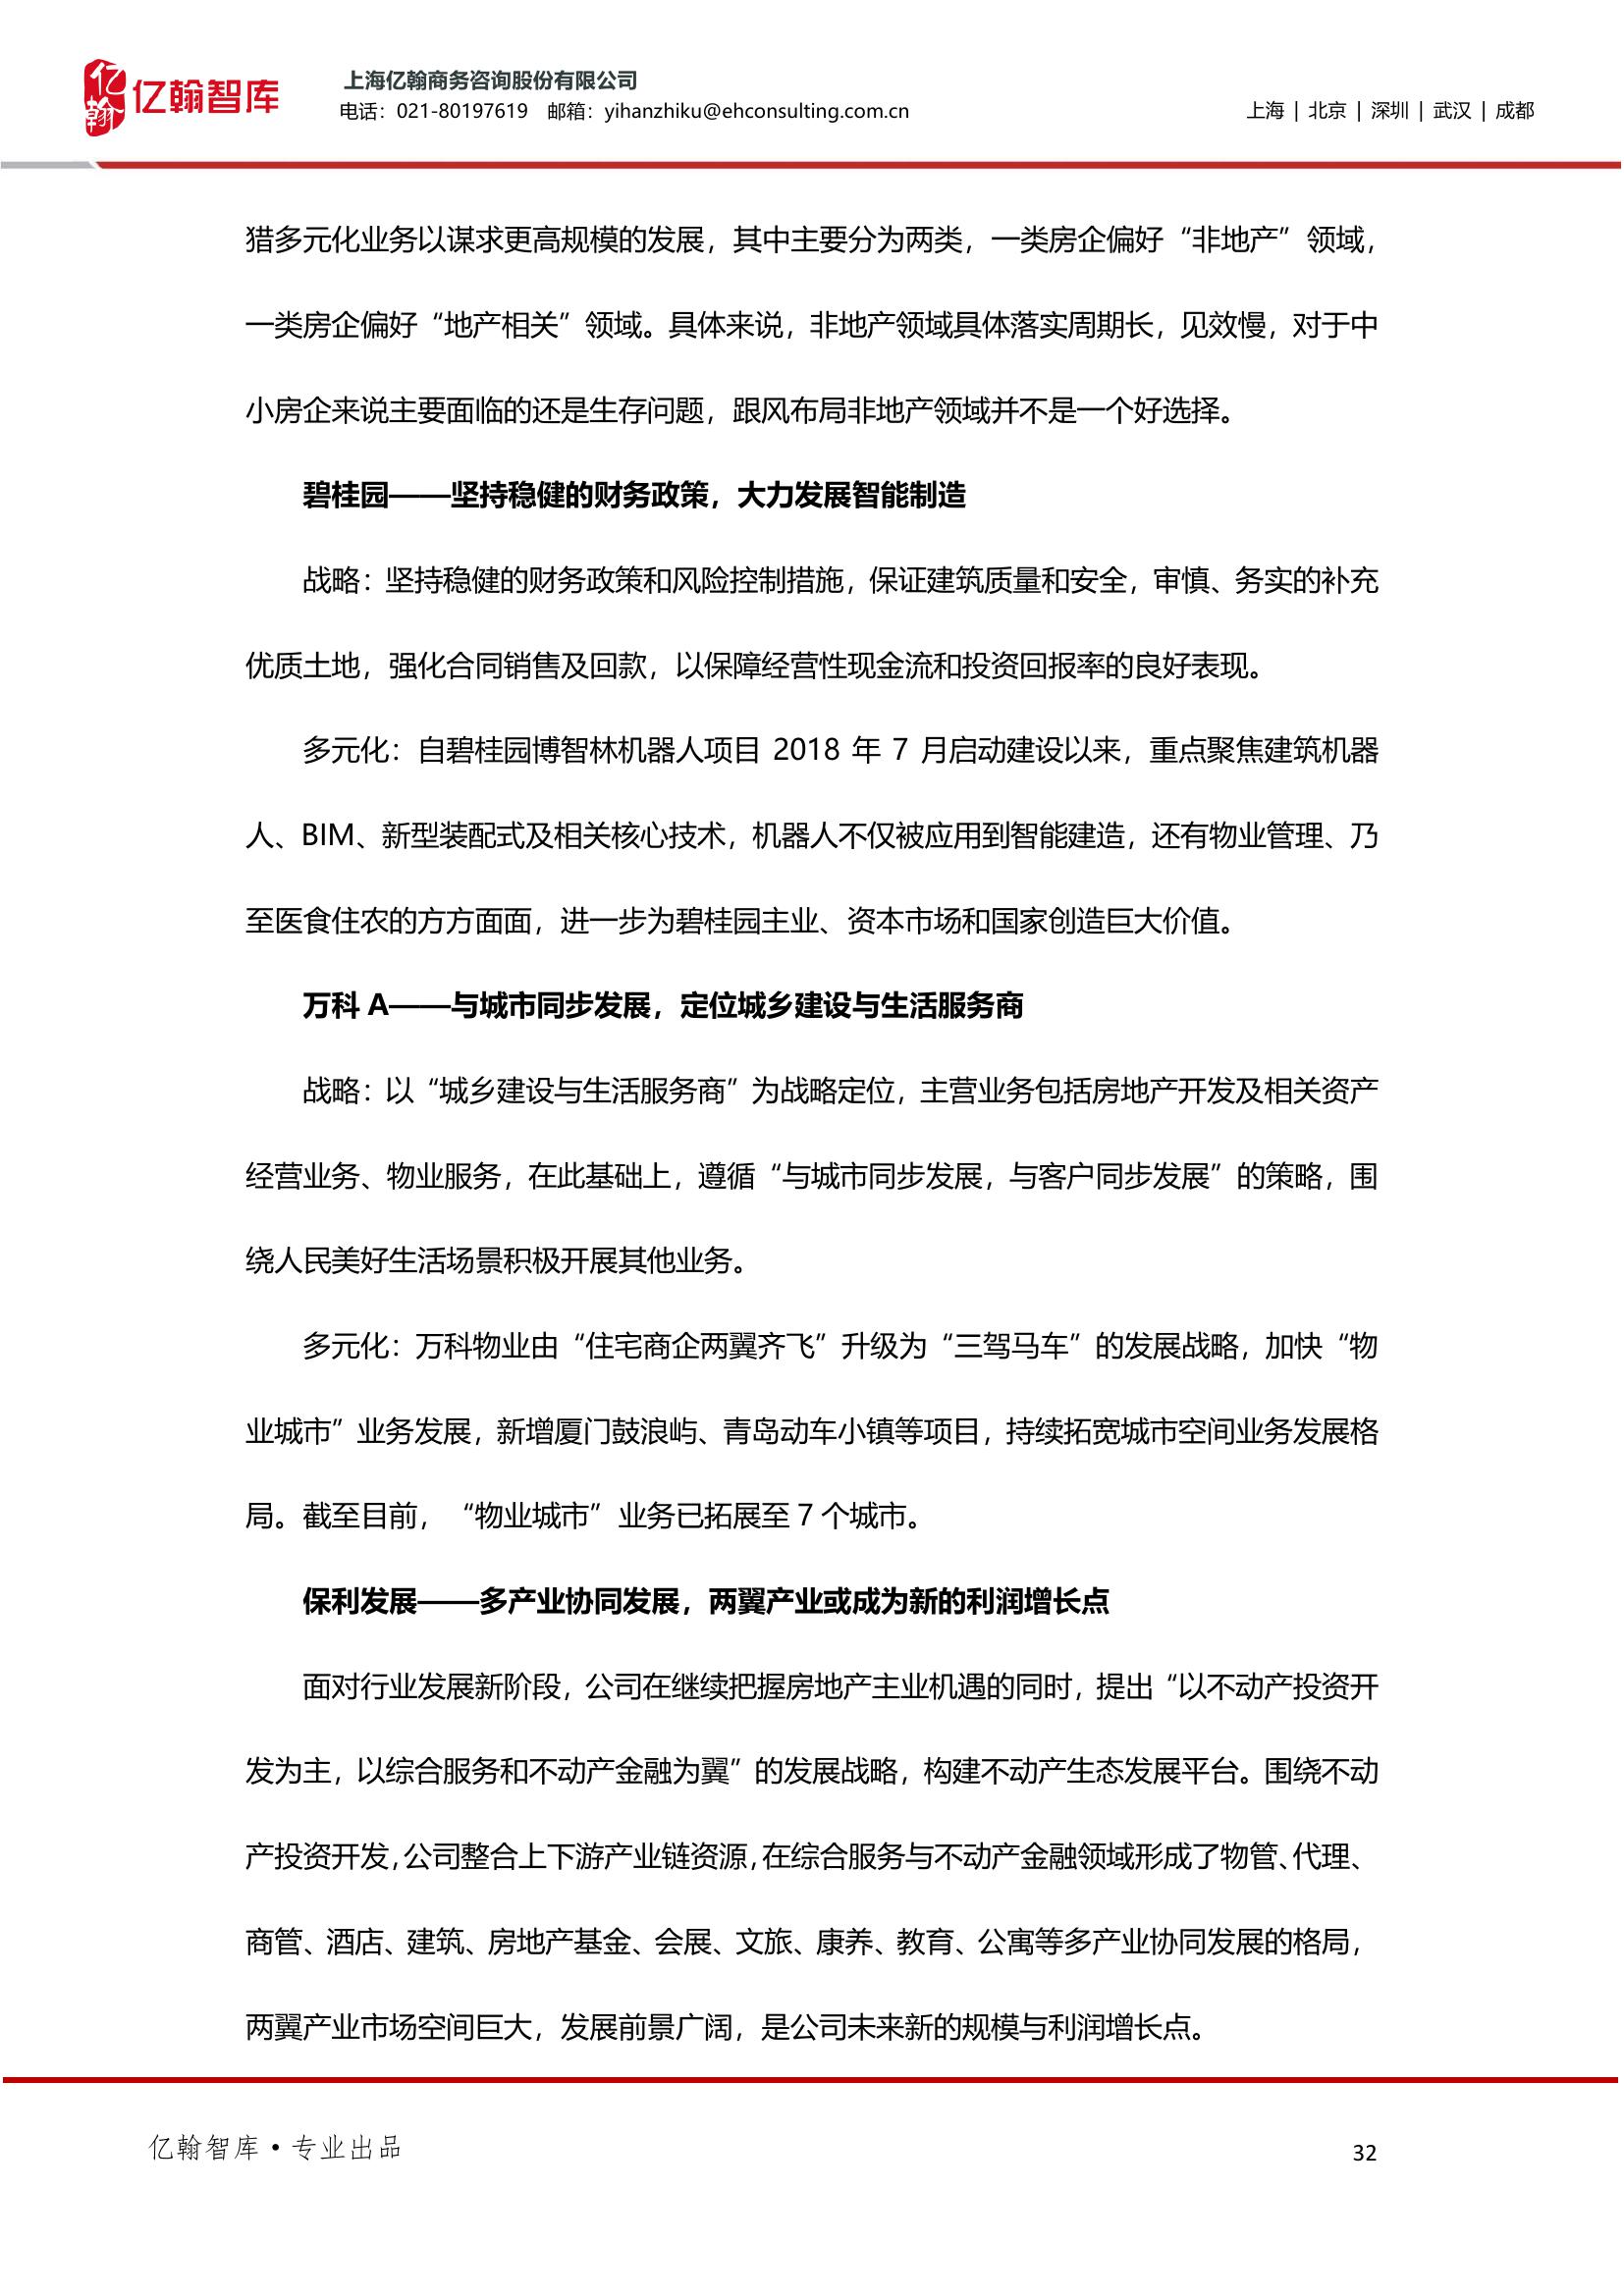 亿翰
亿翰智库
上海亿翰商务咨询股份有限公司
电话：021-80197619 邮箱：yihanzhiku@ehconsulting.com.cn
上海 | 北京 | 深圳 | 武汉 | 成都
猎多元化业务以谋求更高规模的发展，其中主要分为两类，一类房企偏好“非地产”领域，
一类房企偏好“地产相关”领域。具体来说，非地产领域具体落实周期长，见效慢，对于中
小房企来说主要面临的还是生存问题，跟风布局非地产领域并不是一个好选择。
碧桂园——坚持稳健的财务政策，大力发展智能制造
战略：坚持稳健的财务政策和风险控制措施，保证建筑质量和安全，审慎、务实的补充
优质土地，强化合同销售及回款，以保障经营性现金流和投资回报率的良好表现。
多元化：自碧桂园博智林机器人项目 2018 年 7 月启动建设以来，重点聚焦建筑机器
人、BIM、新型装配式及相关核心技术，机器人不仅被应用到智能建造，还有物业管理、乃
至医食住农的方方面面，进一步为碧桂园主业、资本市场和国家创造巨大价值。
万科 A——与城市同步发展，定位城乡建设与生活服务商
战略：以“城乡建设与生活服务商”为战略定位，主营业务包括房地产开发及相关资产
经营业务、物业服务，在此基础上，遵循“与城市同步发展，与客户同步发展”的策略，围
绕人民美好生活场景积极开展其他业务。
多元化：万科物业由“住宅商企两翼齐飞”升级为“三驾马车”的发展战略，加快“物
业城市”业务发展，新增厦门鼓浪屿、青岛动车小镇等项目，持续拓宽城市空间业务发展格
局。截至目前，“物业城市”业务已拓展至 7 个城市。
保利发展——多产业协同发展，两翼产业或成为新的利润增长点
面对行业发展新阶段，公司在继续把握房地产主业机遇的同时，提出“以不动产投资开
发为主，以综合服务和不动产金融为翼”的发展战略，构建不动产生态发展平台。围绕不动
产投资开发，公司整合上下游产业链资源，在综合服务与不动产金融领域形成了物管、代理、
商管、酒店、建筑、房地产基金、会展、文旅、康养、教育、公寓等多产业协同发展的格局，
两翼产业市场空间巨大，发展前景广阔，是公司未来新的规模与利润增长点。
亿翰智库·专业出品
32